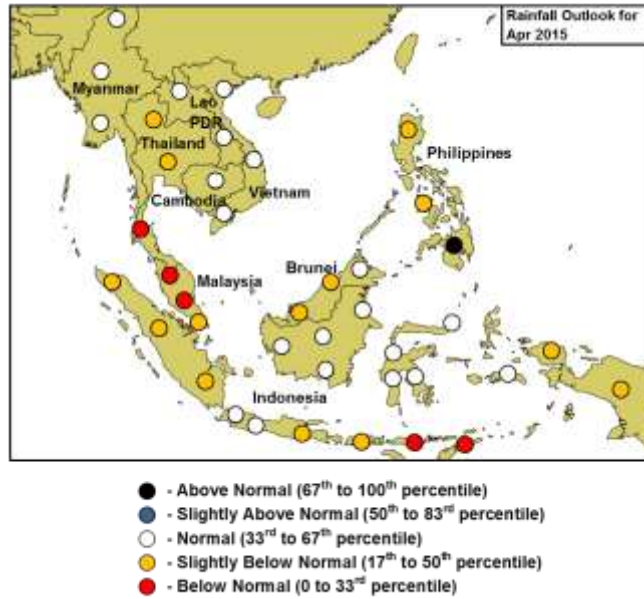 Rainfall Outlook for
Apr 2015
Myanmar
Lao
PDR
Thailand
Philippines
Cambodia
Vietnam
Malaysia
Brunei
Indonesia
- Above Normal (67th to 100th percentile)
- Slightly Above Normal (50th to 83rd percentile)
- Normal (33rd to 67th percentile)
- Slightly Below Normal (17th to 50th percentile)
- Below Normal (0 to 33rd percentile)